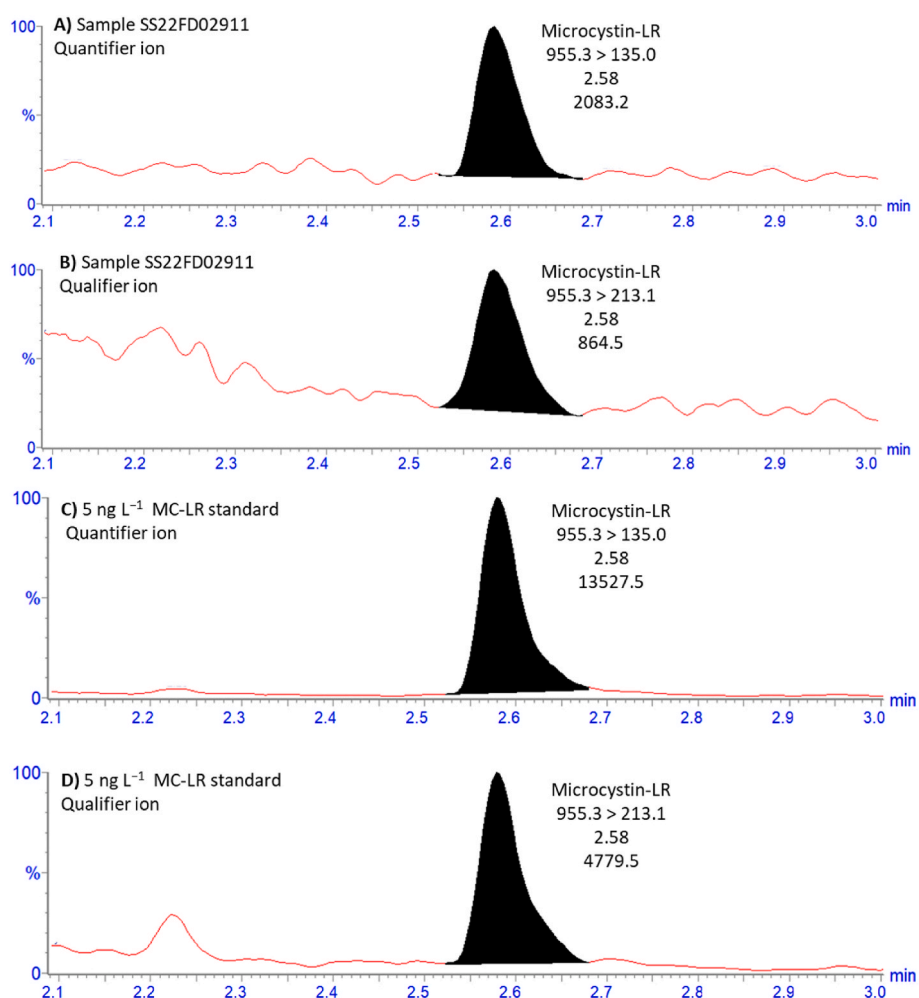 A) Sample SS22FD02911
Quantifier ion
Microcystin-LR
955.3 > 135.0
2.58
2083.2
100
%
0
2.1 2.2 2.3 2.4 2.5 2.6 2.7 2.8 2.9 3.0 min
B) Sample SS22FD02911
Qualifier ion
Microcystin-LR
955.3 > 213.1
2.58
864.5
100
%
0
2.1 2.2 2.3 2.4 2.5 2.6 2.7 2.8 2.9 3.0 min
C) 5 ng L⁻¹ MC-LR standard
Quantifier ion
Microcystin-LR
955.3 > 135.0
2.58
13527.5
100
%
0
2.1 2.2 2.3 2.4 2.5 2.6 2.7 2.8 2.9 3.0 min
D) 5 ng L⁻¹ MC-LR standard
Qualifier ion
Microcystin-LR
955.3 > 213.1
2.58
4779.5
100
%
0
2.1 2.2 2.3 2.4 2.5 2.6 2.7 2.8 2.9 3.0 min